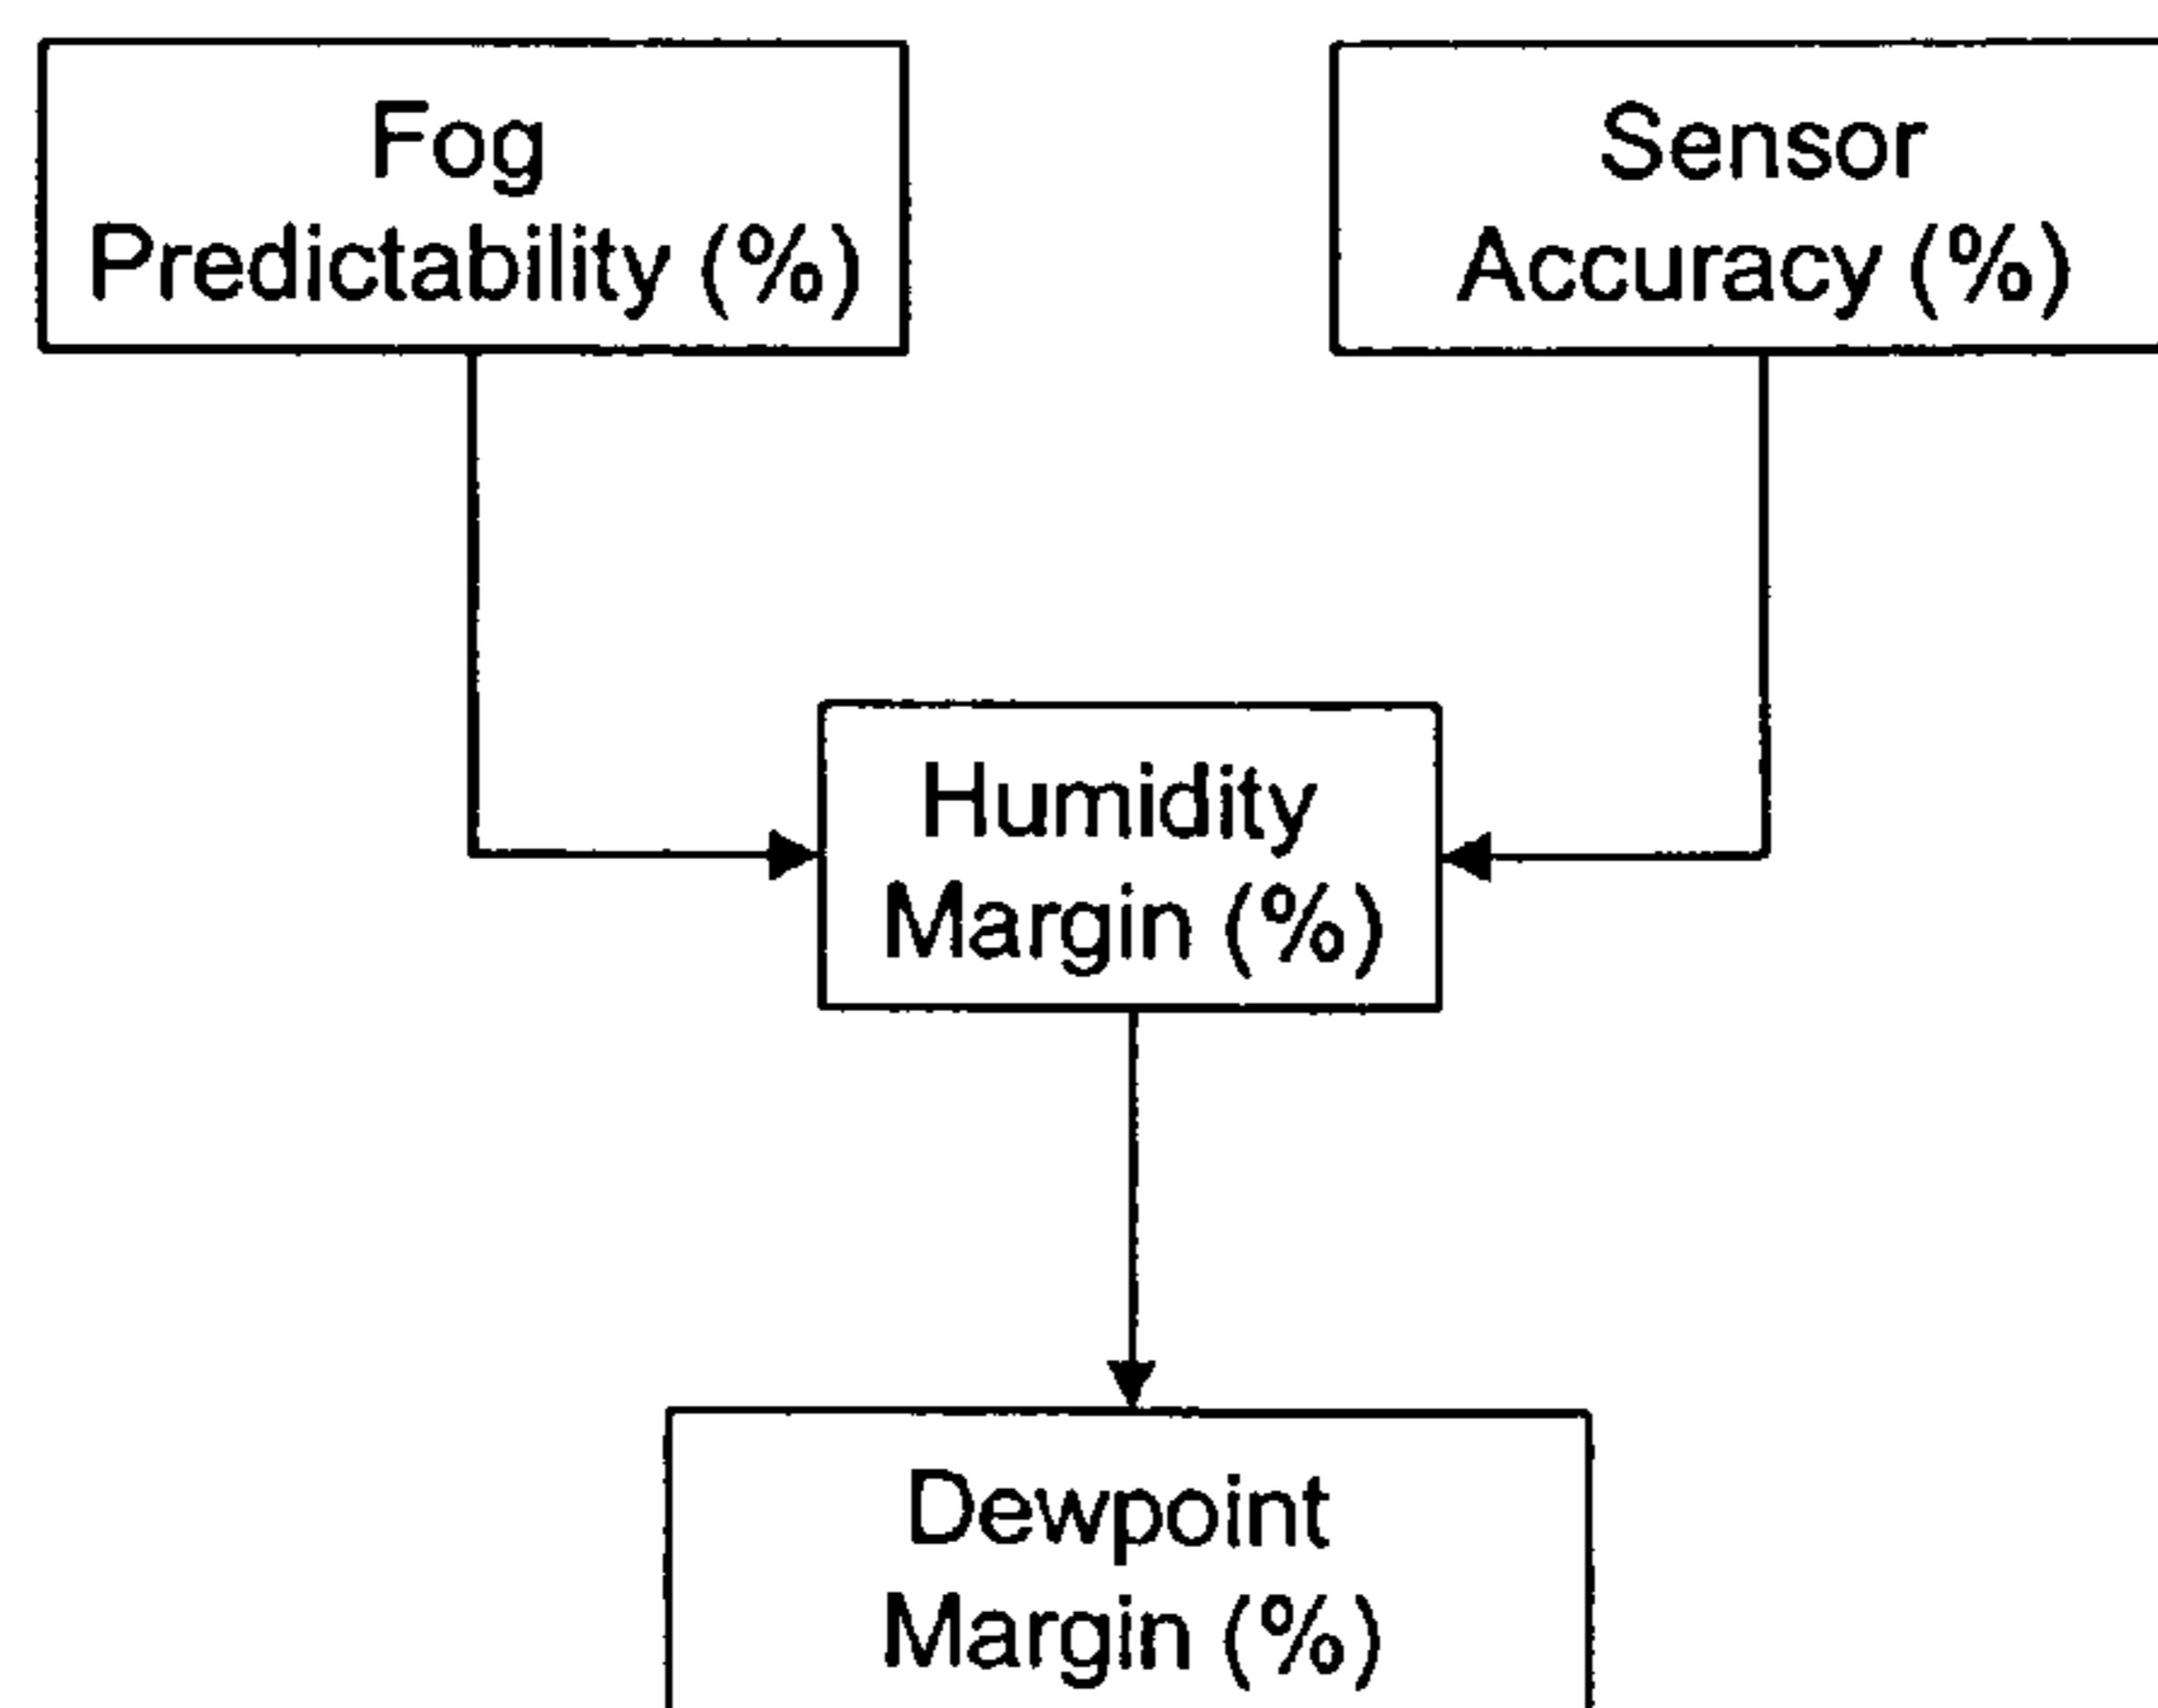 Fog
Predictability (%)
Sensor
Accuracy (%)
Humidity
Margin (%)
Dewpoint
Margin (%)